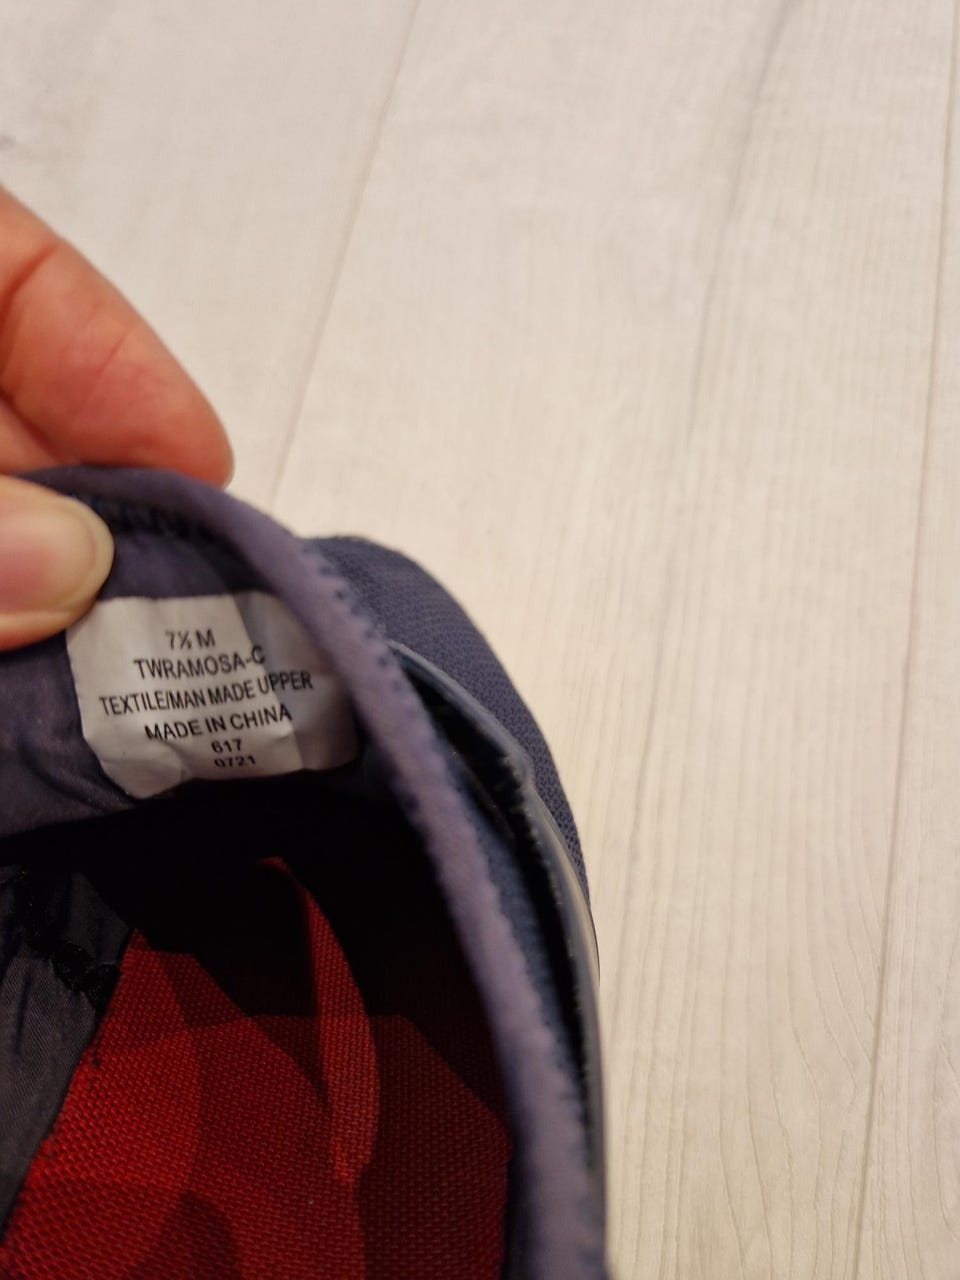 7½ M
TWRAMOSA-C
TEXTILE/MAN MADE UPPER
MADE IN CHINA
617
0721